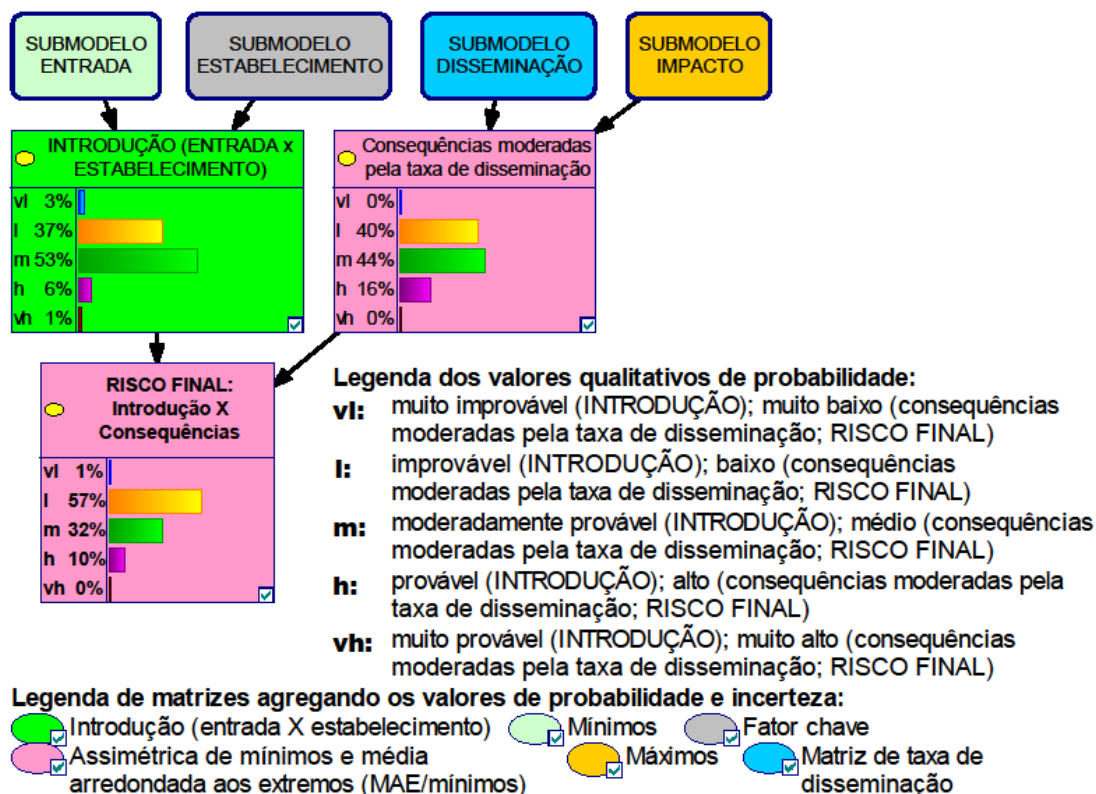 SUBMODELO
ENTRADA
SUBMODELO
ESTABELECIMENTO
SUBMODELO
DISSEMINAÇÃO
SUBMODELO
IMPACTO
INTRODUÇÃO (ENTRADA x
ESTABELECIMENTO)
vl 3%
l 37%
m 53%
h 6%
vh 1%
Consequências moderadas
pela taxa de disseminação
vl 0%
l 40%
m 44%
h 16%
vh 0%
RISCO FINAL:
Introdução X
Consequências
vl 1%
l 57%
m 32%
h 10%
vh 0%
Legenda dos valores qualitativos de probabilidade:
vl: muito improvável (INTRODUÇÃO); muito baixo (consequências
moderadas pela taxa de disseminação; RISCO FINAL)
l: improvável (INTRODUÇÃO); baixo (consequências
moderadas pela taxa de disseminação; RISCO FINAL)
m: moderadamente provável (INTRODUÇÃO); médio (consequências
moderadas pela taxa de disseminação; RISCO FINAL)
h: provável (INTRODUÇÃO); alto (consequências moderadas pela
taxa de disseminação; RISCO FINAL)
vh: muito provável (INTRODUÇÃO); muito alto (consequências
moderadas pela taxa de disseminação; RISCO FINAL)
Legenda de matrizes agregando os valores de probabilidade e incerteza:
Introdução (entrada X estabelecimento) Mínimos Fator chave
Assimétrica de mínimos e média
arredondada aos extremos (MAE/mínimos)
Máximos
Matriz de taxa de
disseminação